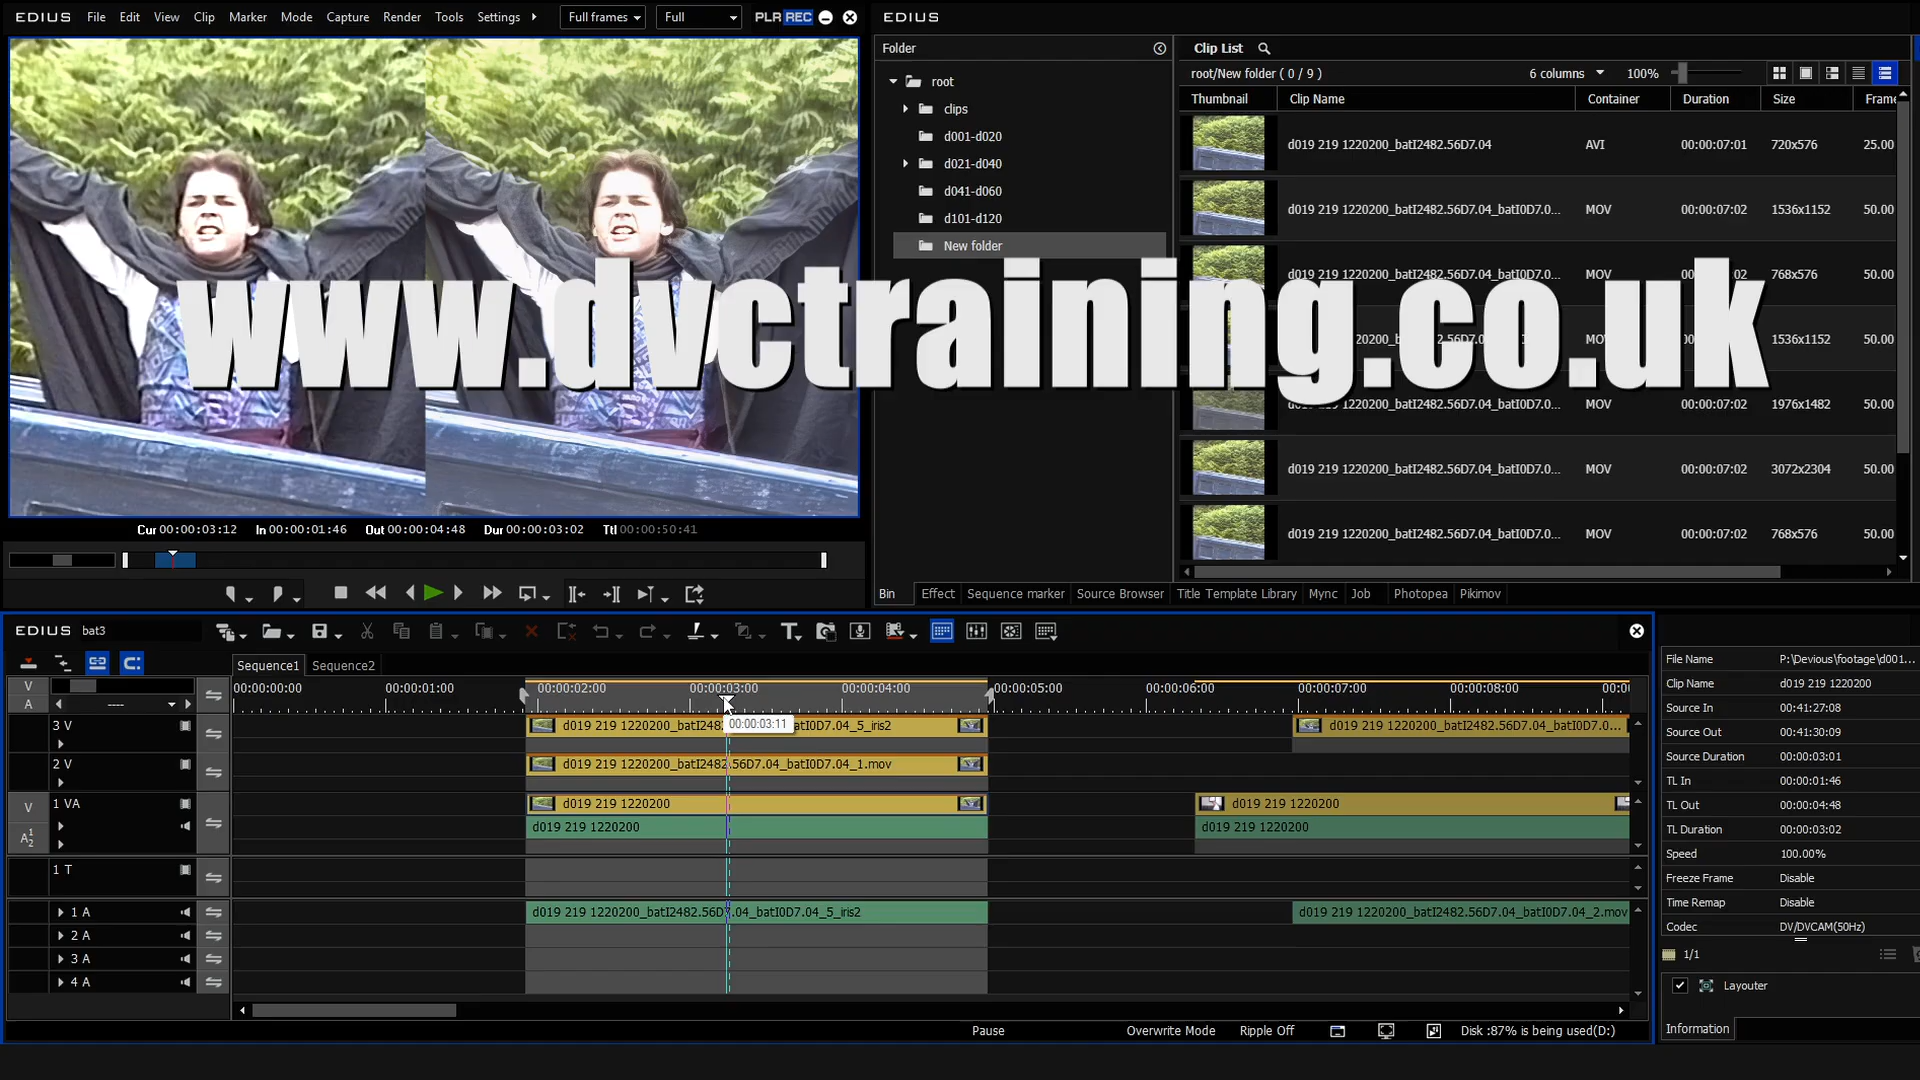 EDIUS File Edit View Clip Marker Mode Capture Render Tools Settings Full frames Full PLR REC
EDIUS
Folder
root
clips
d001-d020
d021-d040
d041-d060
d101-d120
New folder
Clip List
root/New folder ( 0 / 9 ) 6 columns 100%
Thumbnail Clip Name Container Duration Size Frame
d019 219 1220200_batI2482.56D7.04 AVI 00:00:07:01 720x576 25.00
d019 219 1220200_batI2482.56D7.04_batI0D7.0... MOV 00:00:07:02 1536x1152 50.00
d019 219 1220200_batI2482.56D7.04_batI0D7.0... MOV 00:00:07:02 768x576 50.00
MOV 00:00:07:02 1536x1152 50.00
d019 219 1220200_batI2482.56D7.04_batI0D7.0... MOV 00:00:07:02 1976x1482 50.00
d019 219 1220200_batI2482.56D7.04_batI0D7.0... MOV 00:00:07:02 3072x2304 50.00
d019 219 1220200_batI2482.56D7.04_batI0D7.0... MOV 00:00:07:02 768x576 50.00
www.dvctraining.co.uk
Cur 00:00:03:12 In 00:00:01:46 Out 00:00:04:48 Dur 00:00:03:02 Ttl 00:00:50:41
Bin Effect Sequence marker Source Browser Title Template Library Mync Job Photopea Pikimov
EDIUS bat3
Sequence1 Sequence2
00:00:00:00 00:00:01:00 00:00:02:00 00:00:03:00 00:00:04:00 00:00:05:00 00:00:06:00 00:00:07:00 00:00:08:00
V
A
----
00:00:03:11
3 V d019 219 1220200_batI2482 batI0D7.04_5_iris2 d019 219 1220200_batI2482.56D7.04_batI0D7.0...
2 V d019 219 1220200_batI2482.56D7.04_batI0D7.04_1.mov
V 1 VA d019 219 1220200 d019 219 1220200
A 1 2 d019 219 1220200 d019 219 1220200
1 T
1 A d019 219 1220200_batI2482.56D7.04_batI0D7.04_5_iris2 d019 219 1220200_batI2482.56D7.04_batI0D7.04_2.mov
2 A
3 A
4 A
Pause Overwrite Mode Ripple Off Disk :87% is being used(D:)
File Name P:\Devious\footage\d001...
Clip Name d019 219 1220200
Source In 00:41:27:08
Source Out 00:41:30:09
Source Duration 00:00:03:01
TL In 00:00:01:46
TL Out 00:00:04:48
TL Duration 00:00:03:02
Speed 100.00%
Freeze Frame Disable
Time Remap Disable
Codec DV/DVCAM(50Hz)
1/1
Layouter
Information